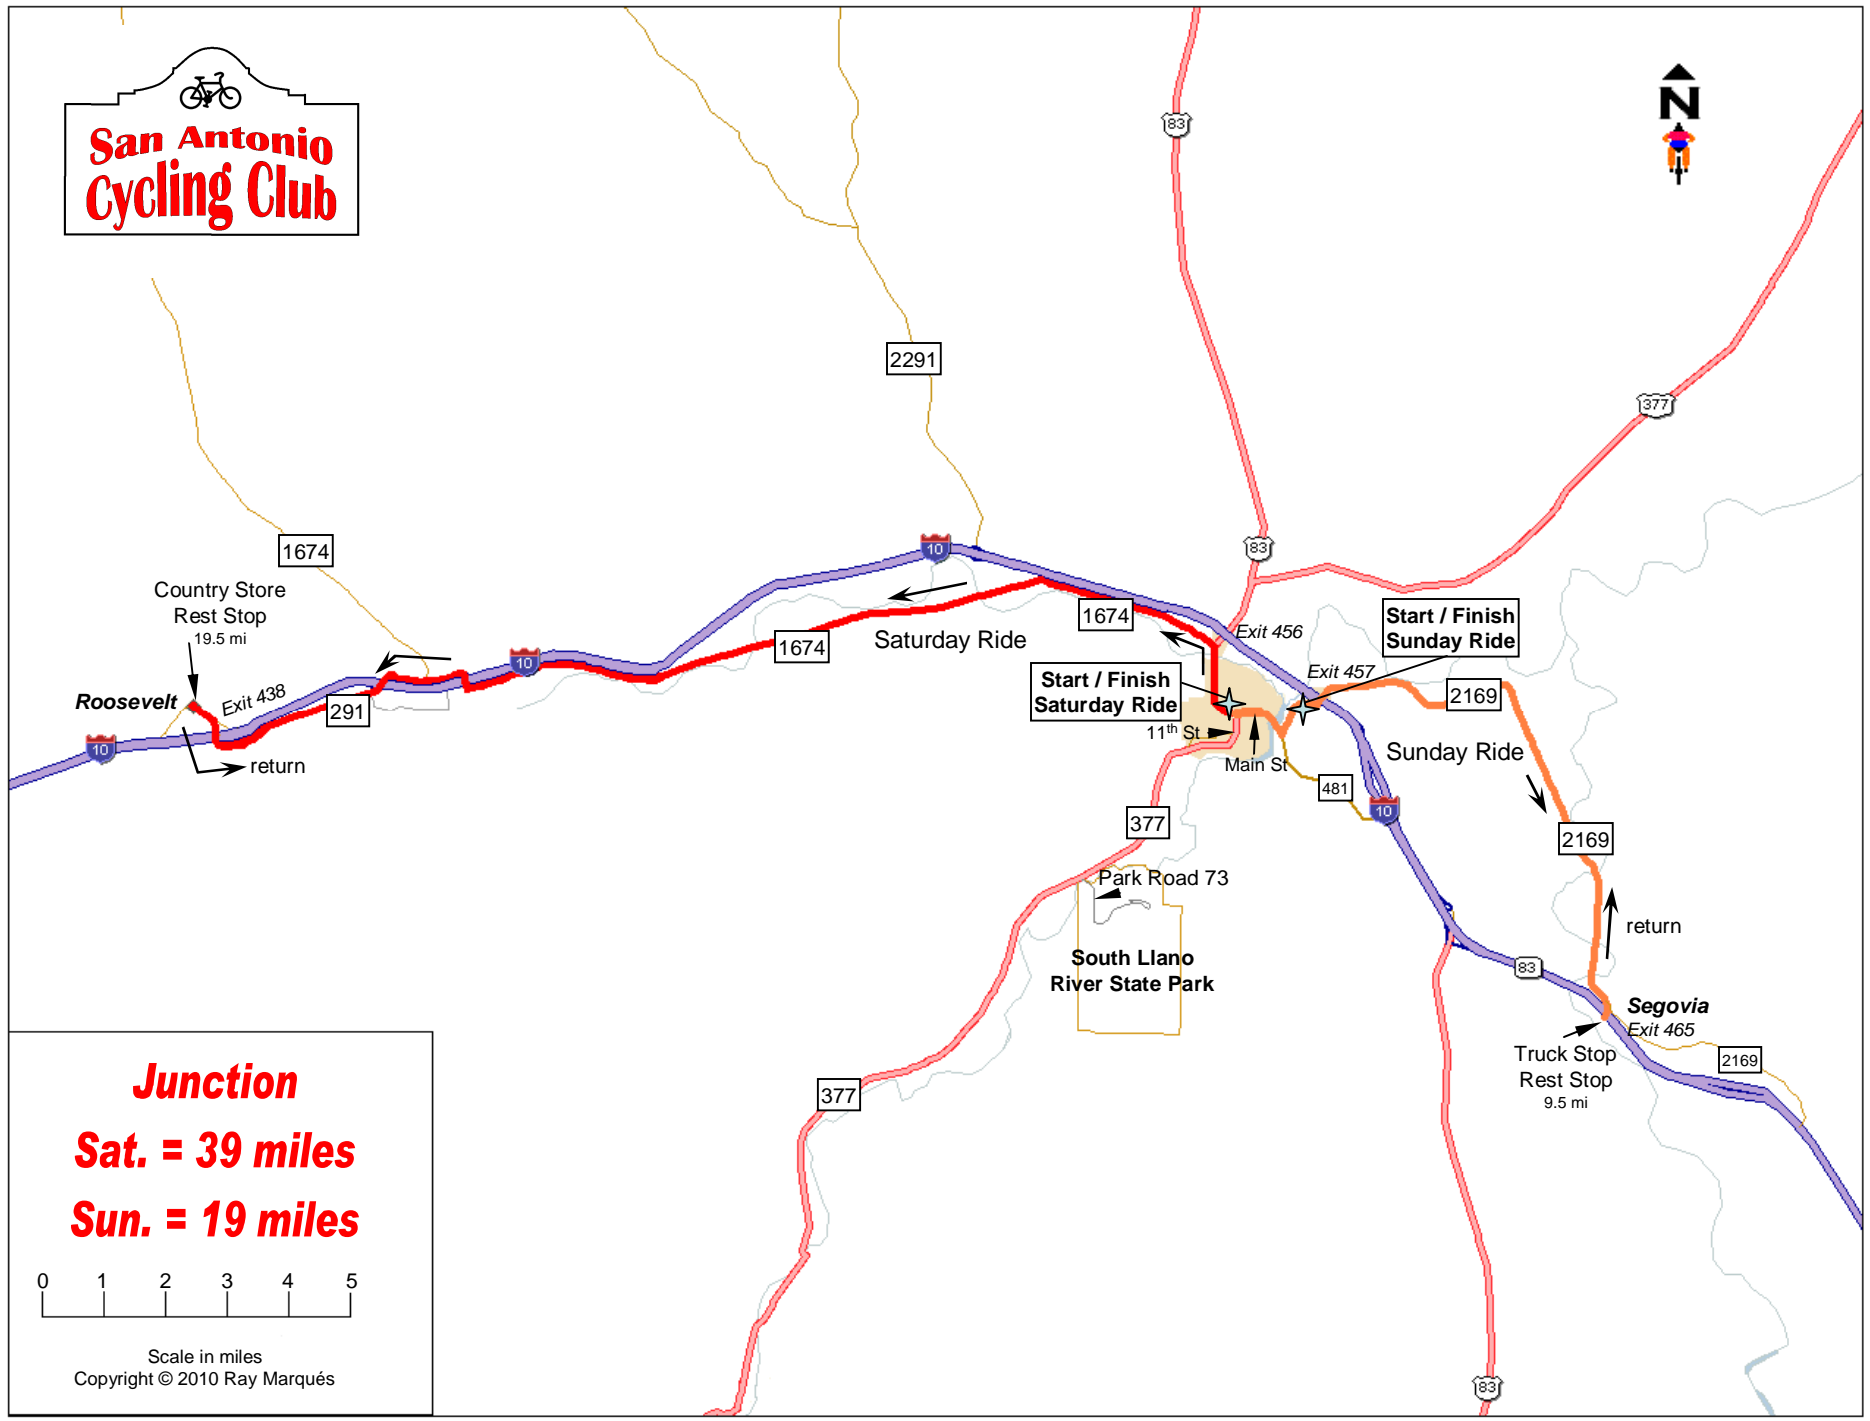 San Antonio
Cycling Club
N
83
377
2291
1674
10
83
Country Store
Rest Stop
19.5 mi
Roosevelt
Exit 438
291
10
10
return
1674
Saturday Ride
1674
Exit 456
Start / Finish
Sunday Ride
Exit 457
2169
Start / Finish
Saturday Ride
11th St
Main St
Sunday Ride
481
10
377
2169
Park Road 73
return
South Llano
River State Park
83
Segovia
Exit 465
Truck Stop
Rest Stop
9.5 mi
2169
377
83
Junction
Sat. = 39 miles
Sun. = 19 miles
0 1 2 3 4 5
Scale in miles
Copyright © 2010 Ray Marqués